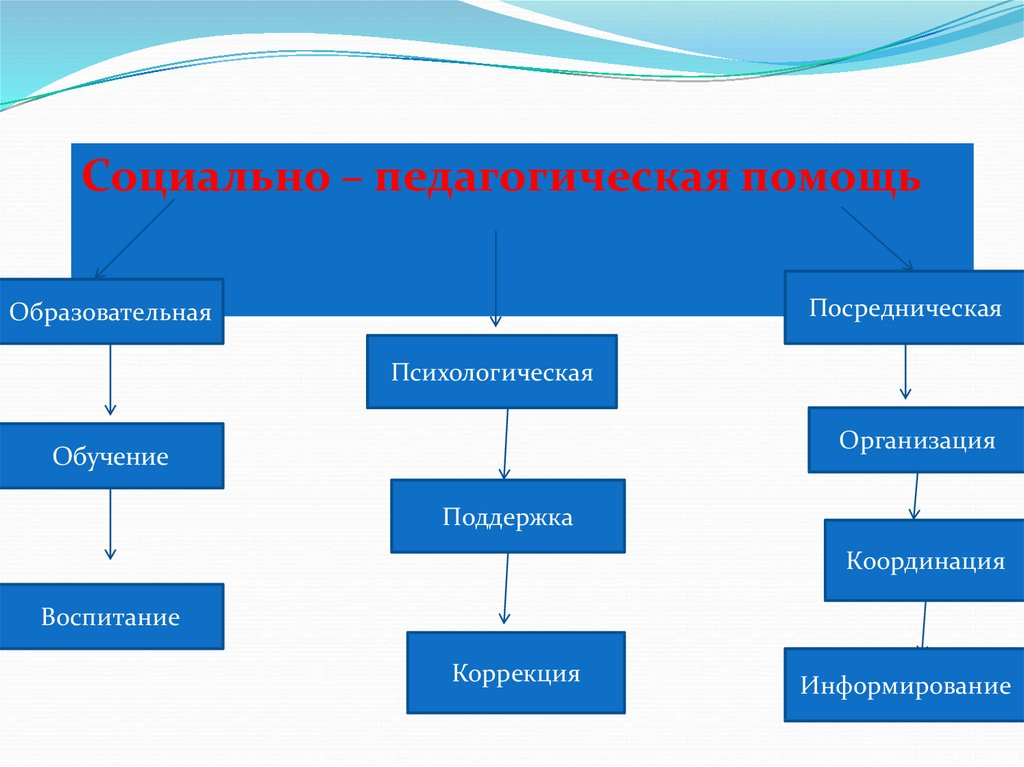 Социально – педагогическая помощь
Образовательная
Обучение
Воспитание
Психологическая
Поддержка
Коррекция
Посредническая
Организация
Координация
Информирование